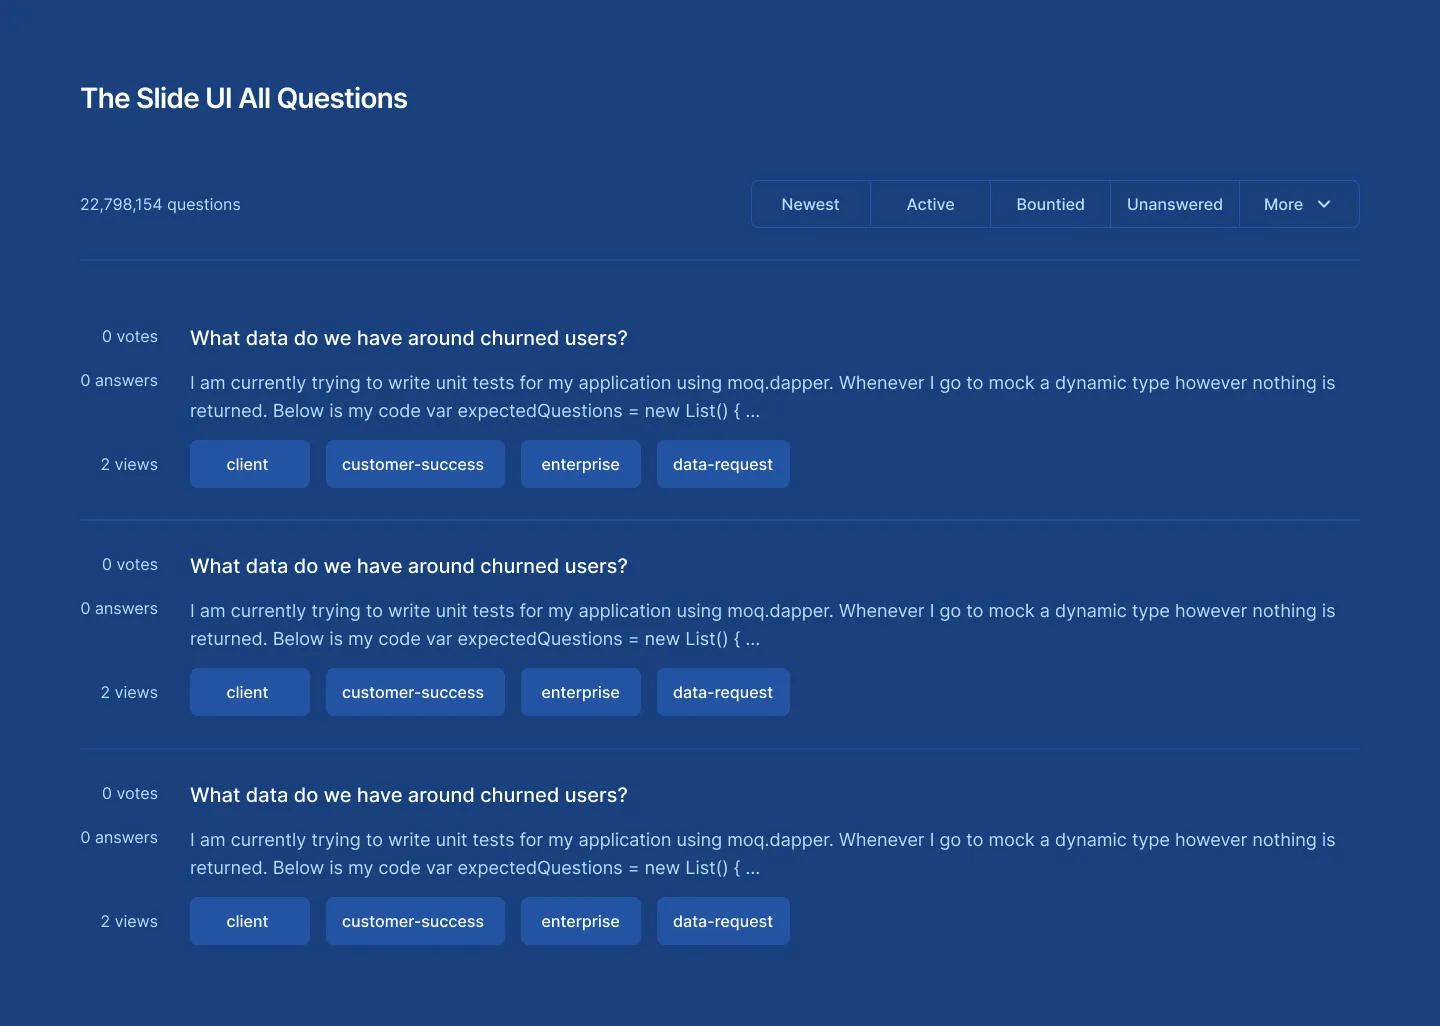 The Slide UI All Questions
22,798,154 questions
Newest Active Bountied Unanswered More
0 votes
What data do we have around churned users?
0 answers
I am currently trying to write unit tests for my application using moq.dapper. Whenever I go to mock a dynamic type however nothing is
returned. Below is my code var expectedQuestions = new List() { ...
2 views
client customer-success enterprise data-request
0 votes
What data do we have around churned users?
0 answers
I am currently trying to write unit tests for my application using moq.dapper. Whenever I go to mock a dynamic type however nothing is
returned. Below is my code var expectedQuestions = new List() { ...
2 views
client customer-success enterprise data-request
0 votes
What data do we have around churned users?
0 answers
I am currently trying to write unit tests for my application using moq.dapper. Whenever I go to mock a dynamic type however nothing is
returned. Below is my code var expectedQuestions = new List() { ...
2 views
client customer-success enterprise data-request